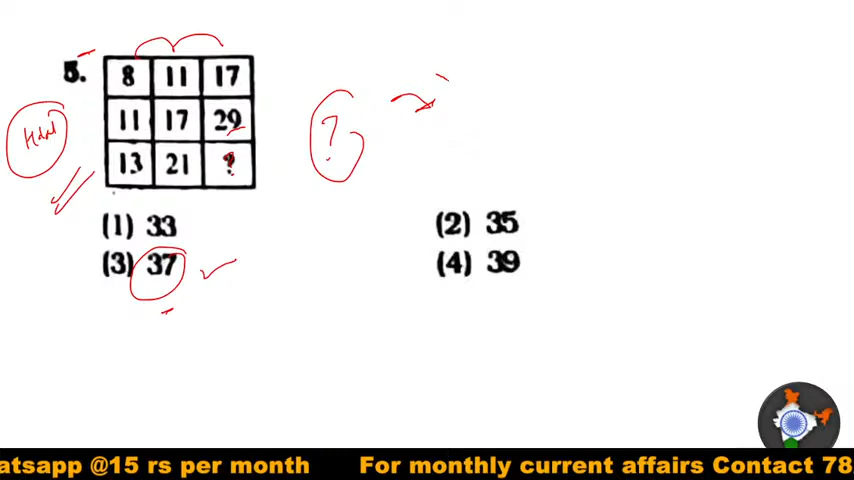 5.
8 11 17
11 17 29
13 21 ?
?
(1) 33 (2) 35
(3) 37 (4) 39
atsapp @15 rs per month For monthly current affairs Contact 78